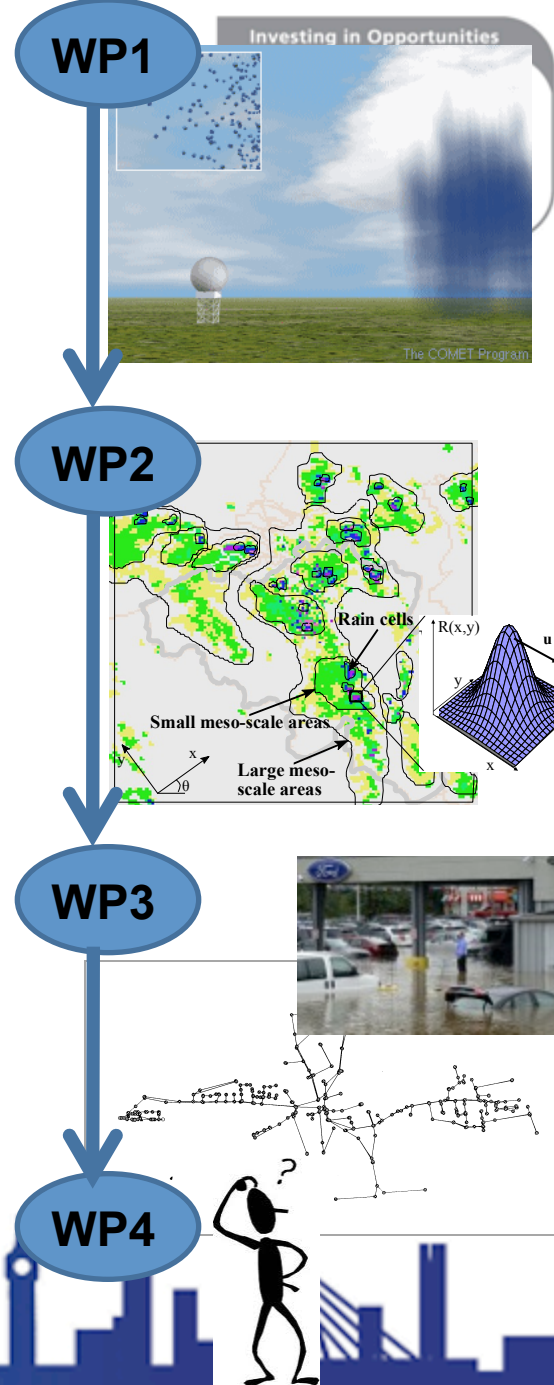 Investing in Opportunities
WP1
The COMET Program
WP2
Rain cells
R(x,y)
u
y
x
Small meso-scale areas
Large meso-
scale areas
y
x
θ
WP3
Ford
?
WP4